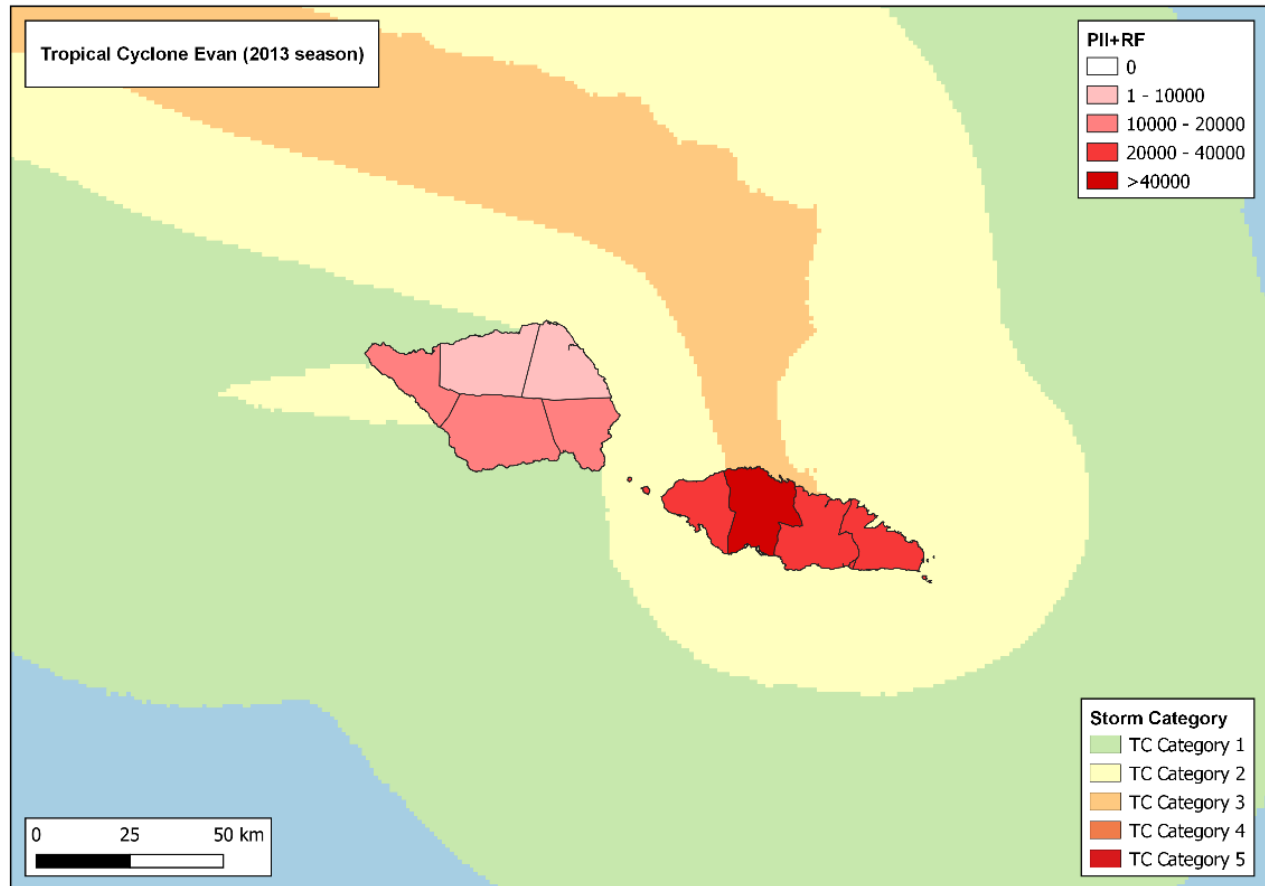 Tropical Cyclone Evan (2013 season)
PII+RF
0
1 - 10000
10000 - 20000
20000 - 40000
>40000
Storm Category
TC Category 1
TC Category 2
TC Category 3
TC Category 4
TC Category 5
0 25 50 km